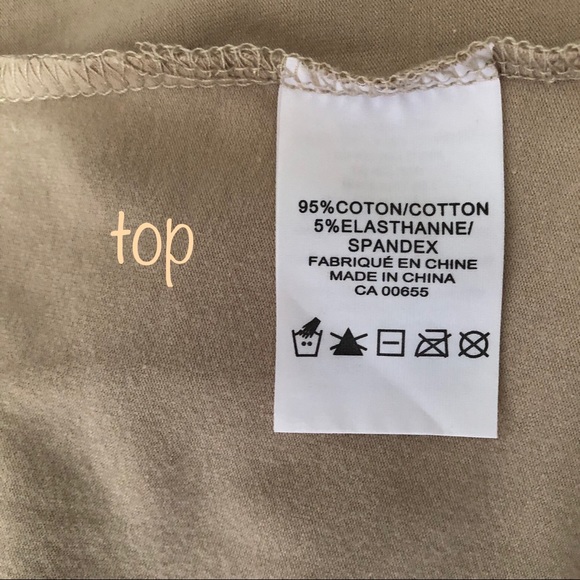 top
95%COTON/COTTON
5%ELASTHANNE/
SPANDEX
FABRIQUÉ EN CHINE
MADE IN CHINA
CA 00655